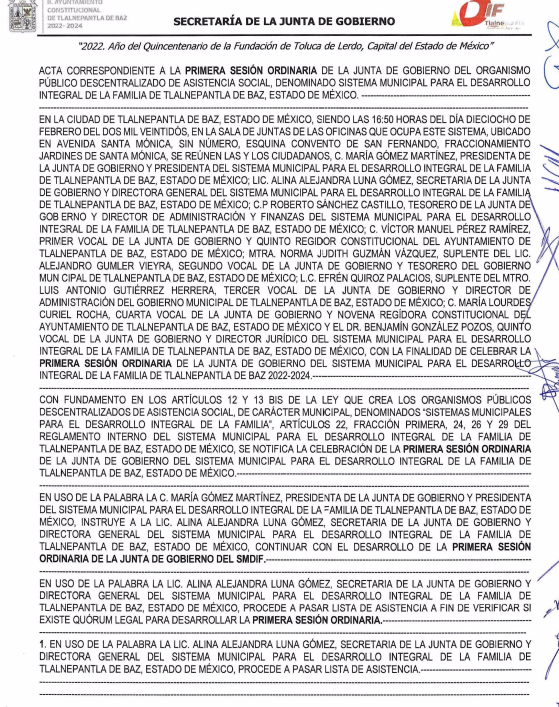 H. AYUNTAMIENTO
CONSTITUCIONAL
DE TLALNEPANTLA DE BAZ
2022-2024
SECRETARÍA DE LA JUNTA DE GOBIERNO
DIF
"2022. Año del Quincentenario de la Fundación de Toluca de Lerdo, Capital del Estado de México"
ACTA CORRESPONDIENTE A LA PRIMERA SESIÓN ORDINARIA DE LA JUNTA DE GOBIERNO DEL ORGANISMO
PÚBLICO DESCENTRALIZADO DE ASISTENCIA SOCIAL, DENOMINADO SISTEMA MUNICIPAL PARA EL DESARROLLO
INTEGRAL DE LA FAMILIA DE TLALNEPANTLA DE BAZ, ESTADO DE MÉXICO.
EN LA CIUDAD DE TLALNEPANTLA DE BAZ, ESTADO DE MÉXICO, SIENDO LAS 16:50 HORAS DEL DÍA DIECIOCHO DE
FEBRERO DEL DOS MIL VEINTIDÓS, EN LA SALA DE JUNTAS DE LAS OFICINAS QUE OCUPA ESTE SISTEMA, UBICADO
EN AVENIDA SANTA MÓNICA, SIN NÚMERO, ESQUINA CONVENTO DE SAN FERNANDO, FRACCIONAMIENTO
JARDINES DE SANTA MÓNICA, SE REÚNEN LAS Y LOS CIUDADANOS, C. MARÍA GÓMEZ MARTÍNEZ, PRESIDENTA DE
LA JUNTA DE GOBIERNO Y PRESIDENTA DEL SISTEMA MUNICIPAL PARA EL DESARROLLO INTEGRAL DE LA FAMILIA
DE TLALNEPANTLA DE BAZ, ESTADO DE MÉXICO; LIC. ALINA ALEJANDRA LUNA GÓMEZ, SECRETARIA DE LA JUNTA
DE GOBIERNO Y DIRECTORA GENERAL DEL SISTEMA MUNICIPAL PARA EL DESARROLLO INTEGRAL DE LA FAMILIA
DE TLALNEPANTLA DE BAZ, ESTADO DE MÉXICO; C.P ROBERTO SÁNCHEZ CASTILLO, TESORERO DE LA JUNTA DE
GOBIERNO Y DIRECTOR DE ADMINISTRACIÓN Y FINANZAS DEL SISTEMA MUNICIPAL PARA EL DESARROLLO
INTEGRAL DE LA FAMILIA DE TLALNEPANTLA DE BAZ, ESTADO DE MÉXICO; C. VÍCTOR MANUEL PÉREZ RAMÍREZ,
PRIMER VOCAL DE LA JUNTA DE GOBIERNO Y QUINTO REGIDOR CONSTITUCIONAL DEL AYUNTAMIENTO DE
TLALNEPANTLA DE BAZ, ESTADO DE MÉXICO; MTRA. NORMA JUDITH GUZMÁN VÁZQUEZ, SUPLENTE DEL LIC.
ALEJANDRO GUMLER VIEYRA, SEGUNDO VOCAL DE LA JUNTA DE GOBIERNO Y TESORERO DEL GOBIERNO
MUNICIPAL DE TLALNEPANTLA DE BAZ, ESTADO DE MÉXICO; L.C. EFRÉN QUIROZ PALACIOS, SUPLENTE DEL MTRO.
LUIS ANTONIO GUTIÉRREZ HERRERA, TERCER VOCAL DE LA JUNTA DE GOBIERNO Y DIRECTOR DE
ADMINISTRACIÓN DEL GOBIERNO MUNICIPAL DE TLALNEPANTLA DE BAZ, ESTADO DE MÉXICO; C. MARÍA LOURDES
CURIEL ROCHA, CUARTA VOCAL DE LA JUNTA DE GOBIERNO Y NOVENA REGÍDORA CONSTITUCIONAL DEL
AYUNTAMIENTO DE TLALNEPANTLA DE BAZ, ESTADO DE MÉXICO Y EL DR. BENJAMÍN GONZÁLEZ POZOS, QUINTO
VOCAL DE LA JUNTA DE GOBIERNO Y DIRECTOR JURÍDICO DEL SISTEMA MUNICIPAL PARA EL DESARROLLO
INTEGRAL DE LA FAMILIA DE TLALNEPANTLA DE BAZ, ESTADO DE MÉXICO, CON LA FINALIDAD DE CELEBRAR LA
PRIMERA SESIÓN ORDINARIA DE LA JUNTA DE GOBIERNO DEL SISTEMA MUNICIPAL PARA EL DESARROLLO
INTEGRAL DE LA FAMILIA DE TLALNEPANTLA DE BAZ 2022-2024.
CON FUNDAMENTO EN LOS ARTÍCULOS 12 Y 13 BIS DE LA LEY QUE CREA LOS ORGANISMOS PÚBLICOS
DESCENTRALIZADOS DE ASISTENCIA SOCIAL, DE CARÁCTER MUNICIPAL, DENOMINADOS "SISTEMAS MUNICIPALES
PARA EL DESARROLLO INTEGRAL DE LA FAMILIA", ARTÍCULOS 22, FRACCIÓN PRIMERA, 24, 26 Y 29 DEL
REGLAMENTO INTERNO DEL SISTEMA MUNICIPAL PARA EL DESARROLLO INTEGRAL DE LA FAMILIA DE
TLALNEPANTLA DE BAZ, ESTADO DE MÉXICO, SE NOTIFICA LA CELEBRACIÓN DE LA PRIMERA SESIÓN ORDINARIA
DE LA JUNTA DE GOBIERNO DEL SISTEMA MUNICIPAL PARA EL DESARROLLO INTEGRAL DE LA FAMILIA DE
TLALNEPANTLA DE BAZ, ESTADO DE MÉXICO.
EN USO DE LA PALABRA LA C. MARÍA GÓMEZ MARTÍNEZ, PRESIDENTA DE LA JUNTA DE GOBIERNO Y PRESIDENTA
DEL SISTEMA MUNICIPAL PARA EL DESARROLLO INTEGRAL DE LA FAMILIA DE TLALNEPANTLA DE BAZ, ESTADO DE
MÉXICO, INSTRUYE A LA LIC. ALINA ALEJANDRA LUNA GÓMEZ, SECRETARIA DE LA JUNTA DE GOBIERNO Y
DIRECTORA GENERAL DEL SISTEMA MUNICIPAL PARA EL DESARROLLO INTEGRAL DE LA FAMILIA DE
TLALNEPANTLA DE BAZ, ESTADO DE MÉXICO, CONTINUAR CON EL DESARROLLO DE LA PRIMERA SESIÓN
ORDINARIA DE LA JUNTA DE GOBIERNO DEL SMDIF.
EN USO DE LA PALABRA LA LIC. ALINA ALEJANDRA LUNA GÓMEZ, SECRETARIA DE LA JUNTA DE GOBIERNO Y
DIRECTORA GENERAL DEL SISTEMA MUNICIPAL PARA EL DESARROLLO INTEGRAL DE LA FAMILIA DE
TLALNEPANTLA DE BAZ, ESTADO DE MÉXICO, PROCEDE A PASAR LISTA DE ASISTENCIA A FIN DE VERIFICAR SI
EXISTE QUÓRUM LEGAL PARA DESARROLLAR LA PRIMERA SESIÓN ORDINARIA.
1. EN USO DE LA PALABRA LA LIC. ALINA ALEJANDRA LUNA GÓMEZ, SECRETARIA DE LA JUNTA DE GOBIERNO Y
DIRECTORA GENERAL DEL SISTEMA MUNICIPAL PARA EL DESARROLLO INTEGRAL DE LA FAMILIA DE
TLALNEPANTLA DE BAZ, ESTADO DE MÉXICO, PROCEDE A PASAR LISTA DE ASISTENCIA.